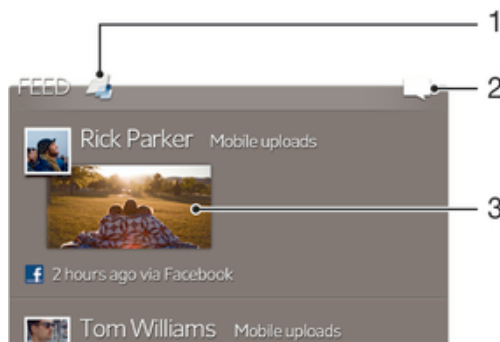 1
FEED
2
Rick Parker Mobile uploads
3
f 2 hours ago via Facebook
Tom Williams Mobile uploads